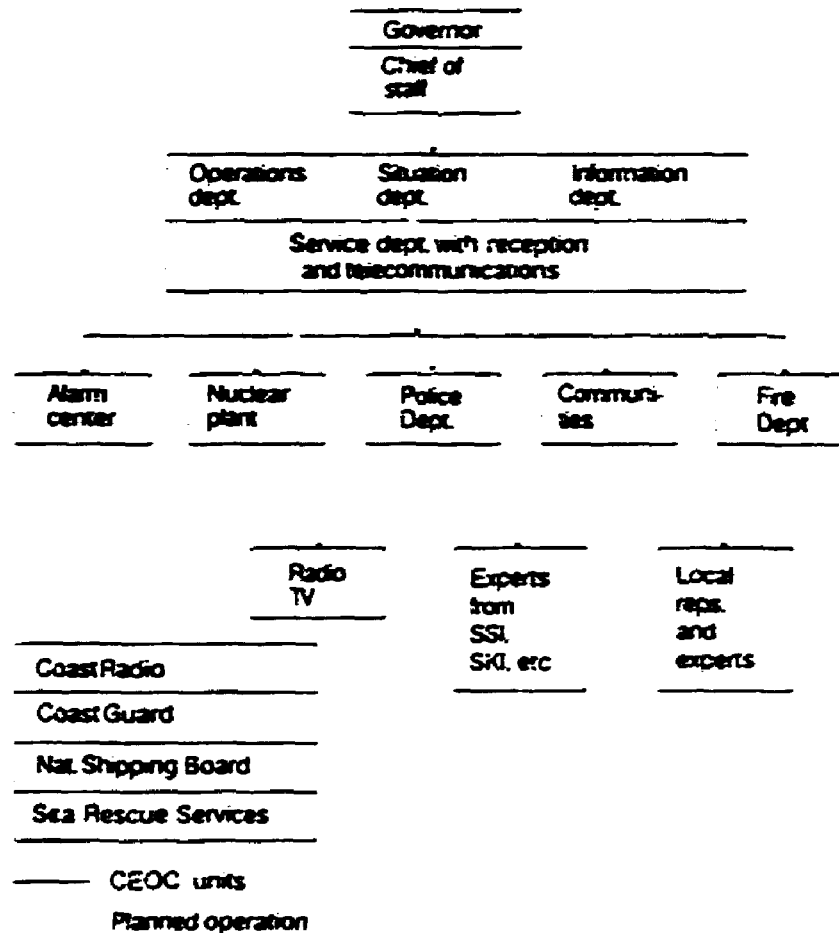 Governor
Chief of
staff
Operations
dept.
Situation
dept.
Information
dept.
Service dept. with reception
and telecommunications
Alarm
center
Nuclear
plant
Police
Dept.
Communi-
ties
Fire
Dept
Radio
TV
Experts
from
SSI,
SKI, etc
Local
reps.
and
experts
Coast Radio
Coast Guard
Nat. Shipping Board
Sea Rescue Services
CEOC units
Planned operation